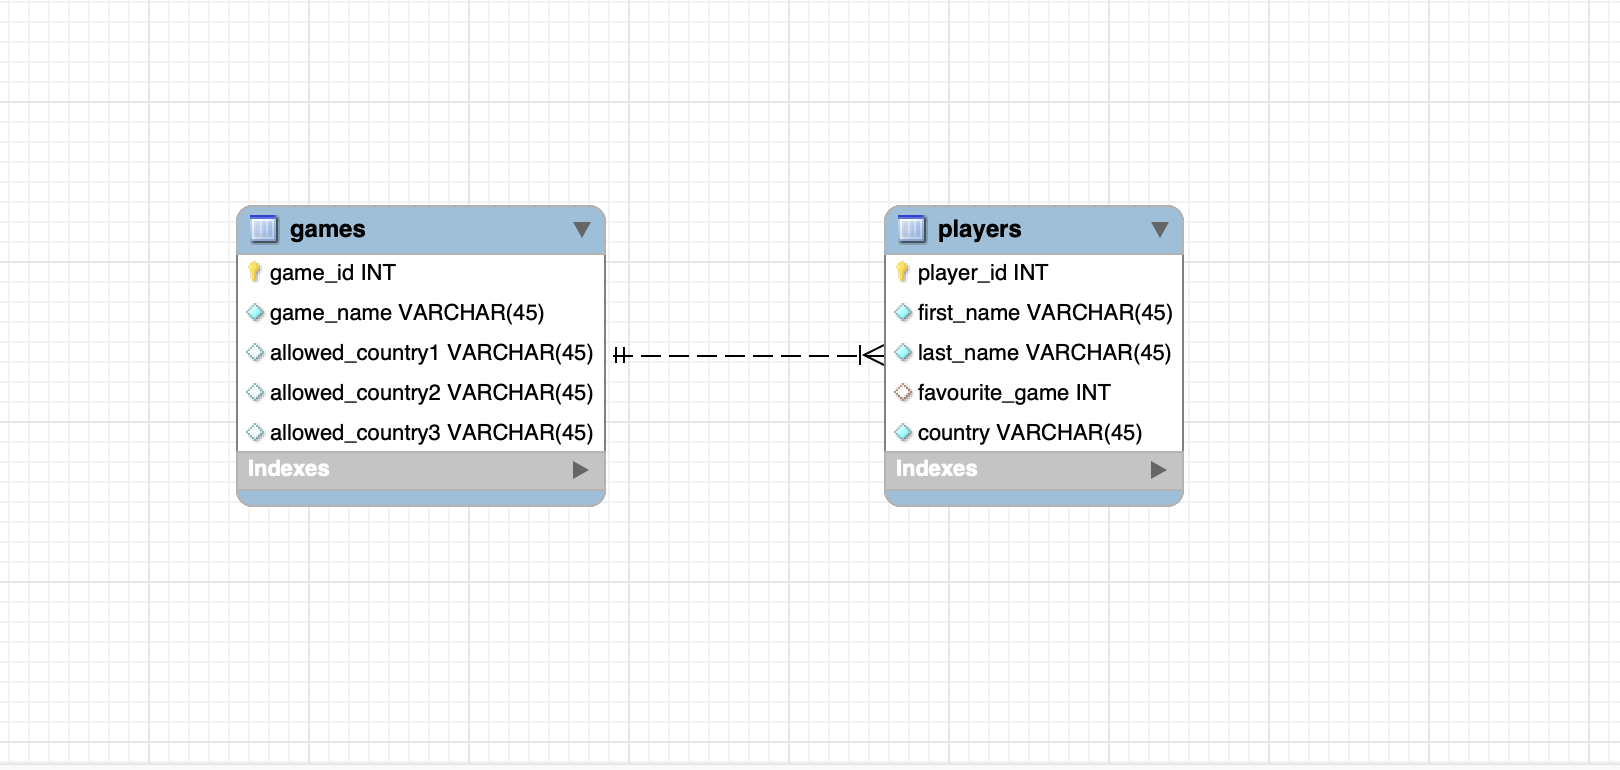 games
game_id INT
game_name VARCHAR(45)
allowed_country1 VARCHAR(45)
allowed_country2 VARCHAR(45)
allowed_country3 VARCHAR(45)
Indexes
players
player_id INT
first_name VARCHAR(45)
last_name VARCHAR(45)
favourite_game INT
country VARCHAR(45)
Indexes